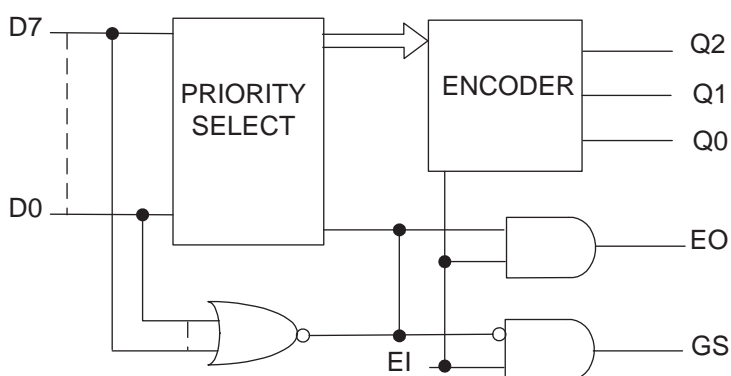 D7
PRIORITY
SELECT
ENCODER
Q2
Q1
Q0
D0
EO
EI
GS